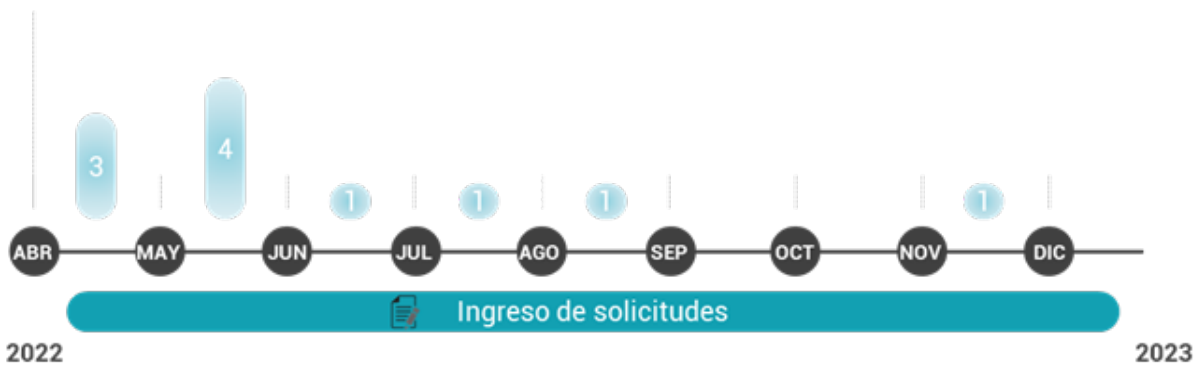 4
3
1 1 1 1
ABR MAY JUN JUL AGO SEP OCT NOV DIC
Ingreso de solicitudes
2022 2023